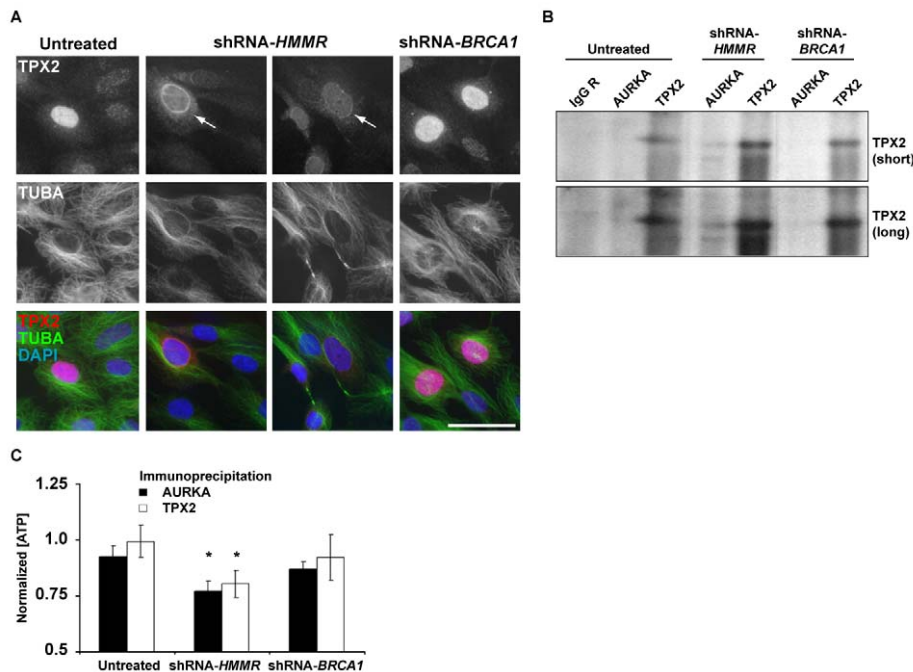 A
Untreated
shRNA-HMMR
shRNA-BRCA1
TPX2
TUBA
TPX2
TUBA
DAPI
B
Untreated
shRNA-
HMMR
shRNA-
BRCA1
IgG R
AURKA
TPX2
AURKA
TPX2
AURKA
TPX2
TPX2
(short)
TPX2
(long)
C
Immunoprecipitation
AURKA
TPX2
Normalized [ATP]
1.25
1.0
0.75
0.5
* *
Untreated shRNA-HMMR shRNA-BRCA1